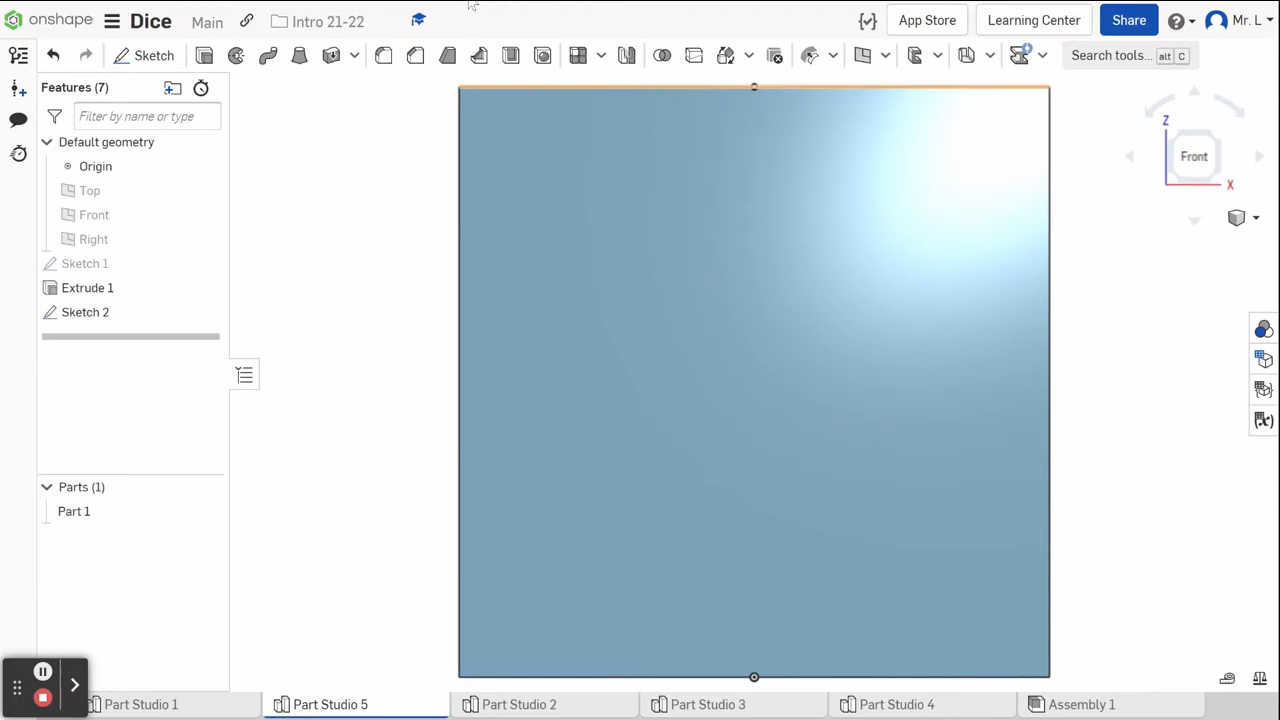 onshape Dice Main Intro 21-22 App Store Learning Center Share Mr. L
Sketch Search tools... alt C
Features (7)
Filter by name or type
Default geometry
Origin
Top
Front
Right
Sketch 1
Extrude 1
Sketch 2
Parts (1)
Part 1
Z
Front
X
Part Studio 1 Part Studio 5 Part Studio 2 Part Studio 3 Part Studio 4 Assembly 1